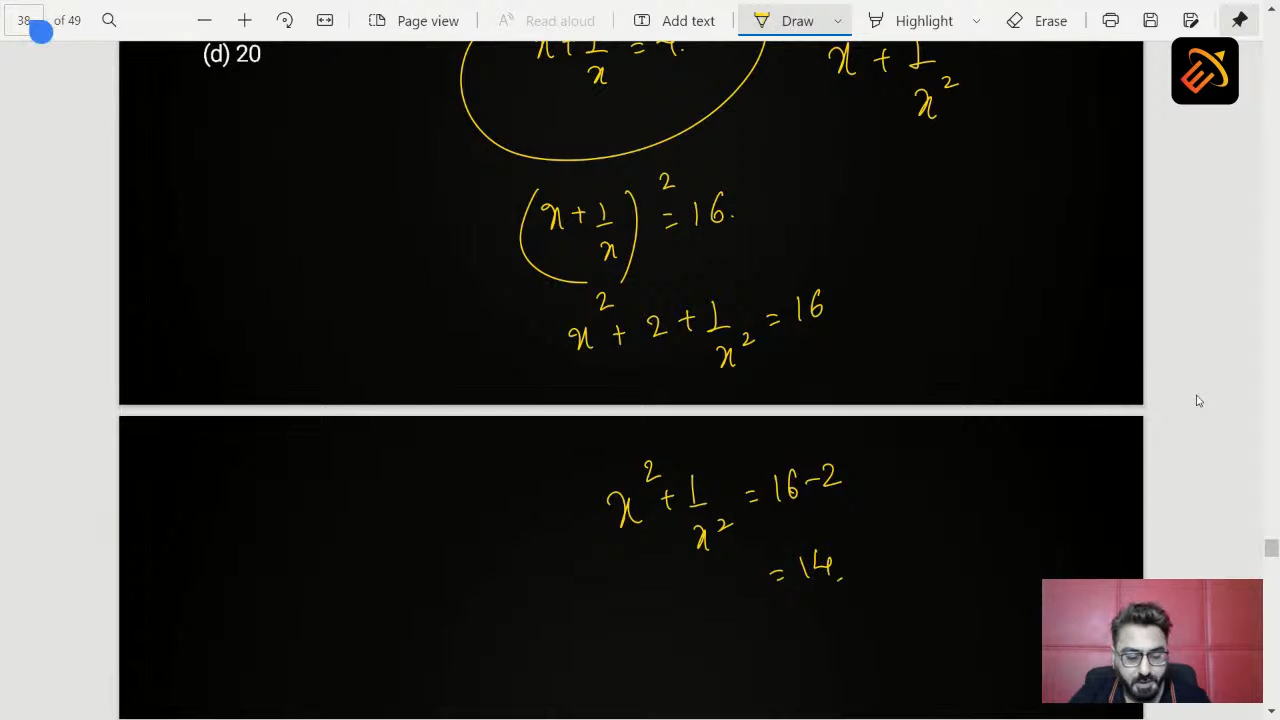 38 of 49 Page view Read aloud Add text Draw Highlight Erase
(d) 20
x + 1/x = 4.
x + 1/x²
(x + 1/x)² = 16.
x² + 2 + 1/x² = 16
x² + 1/x² = 16 - 2
= 14.